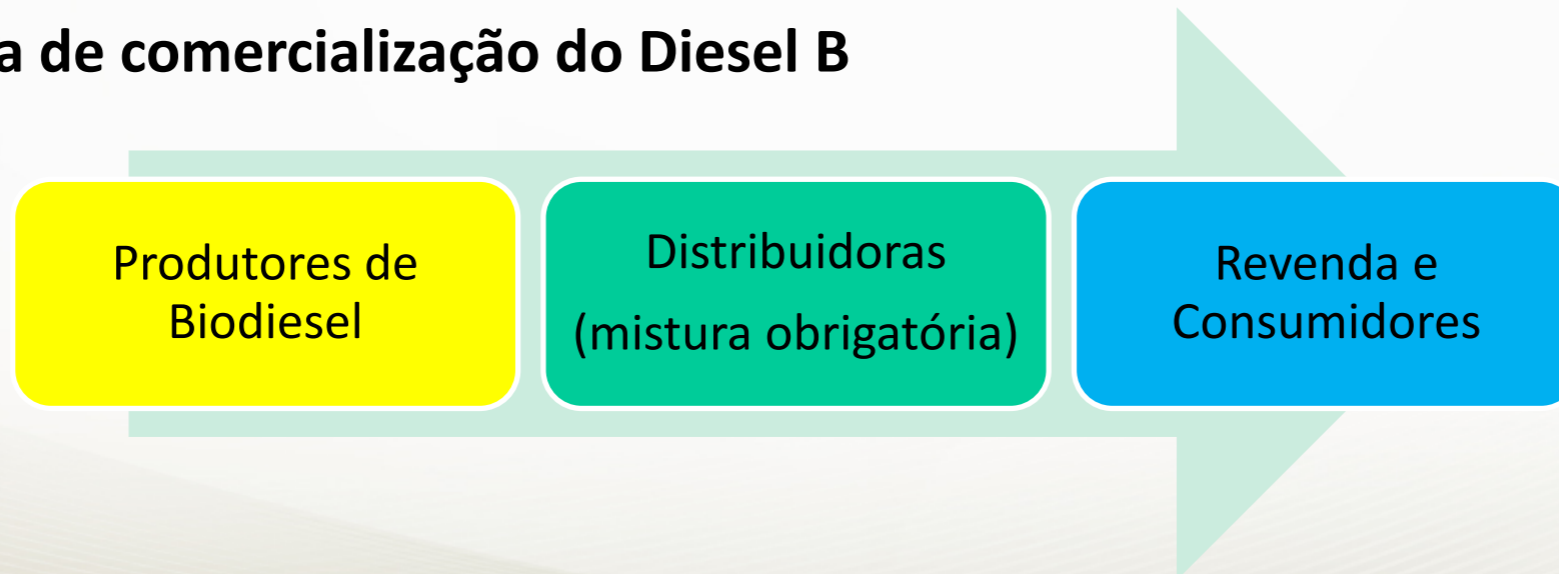 a de comercialização do Diesel B
Produtores de
Biodiesel
Distribuidoras
(mistura obrigatória)
Revenda e
Consumidores